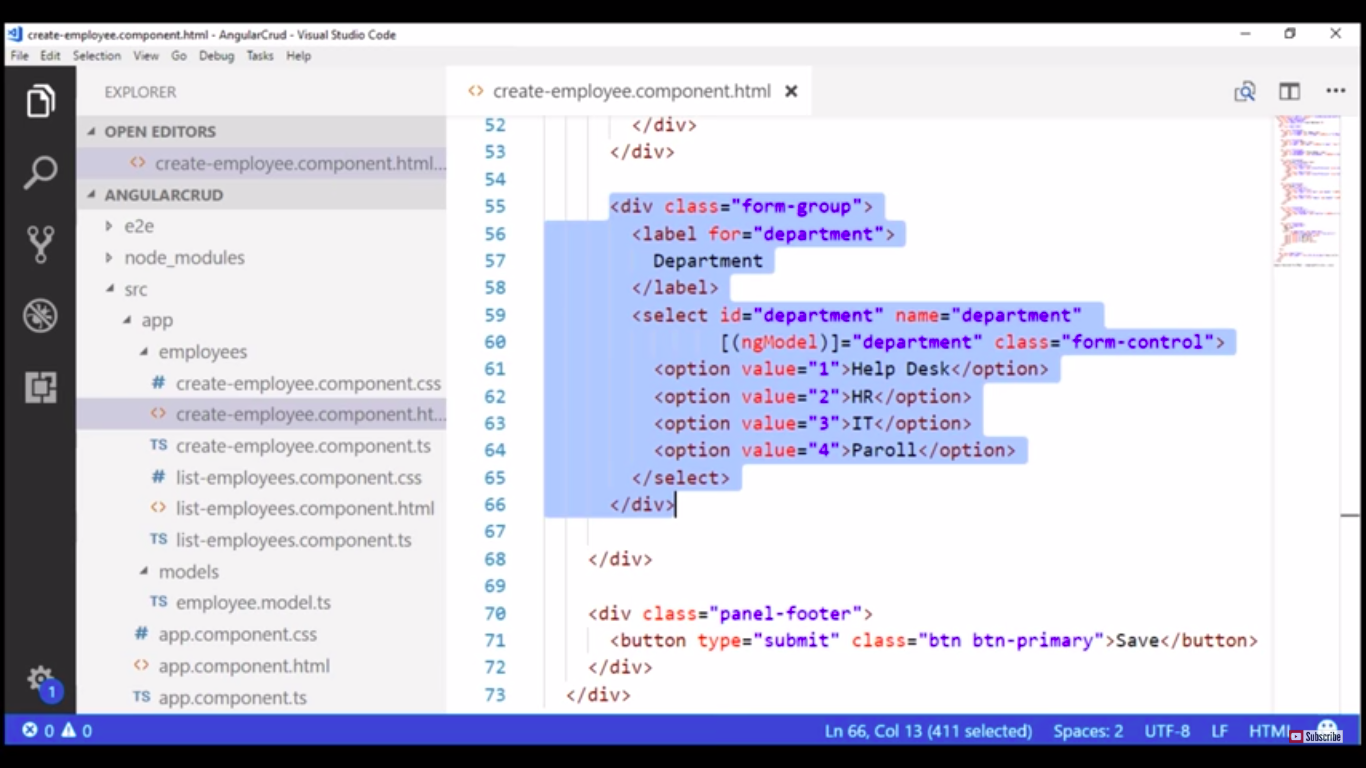 create-employee.component.html - AngularCrud - Visual Studio Code
File Edit Selection View Go Debug Tasks Help
EXPLORER
OPEN EDITORS
create-employee.component.html...
ANGULARCRUD
e2e
node_modules
src
app
employees
create-employee.component.css
create-employee.component.ht...
TS create-employee.component.ts
list-employees.component.css
list-employees.component.html
TS list-employees.component.ts
models
TS employee.model.ts
app.component.css
app.component.html
TS app.component.ts
create-employee.component.html
52 </div>
53 </div>
54
55 <div class="form-group">
56 <label for="department">
57 Department
58 </label>
59 <select id="department" name="department"
60 [(ngModel)]="department" class="form-control">
61 <option value="1">Help Desk</option>
62 <option value="2">HR</option>
63 <option value="3">IT</option>
64 <option value="4">Paroll</option>
65 </select>
66 </div>
67
68 </div>
69
70 <div class="panel-footer">
71 <button type="submit" class="btn btn-primary">Save</button>
72 </div>
73 </div>
1
0 0 Ln 66, Col 13 (411 selected) Spaces: 2 UTF-8 LF HTML
Subscribe